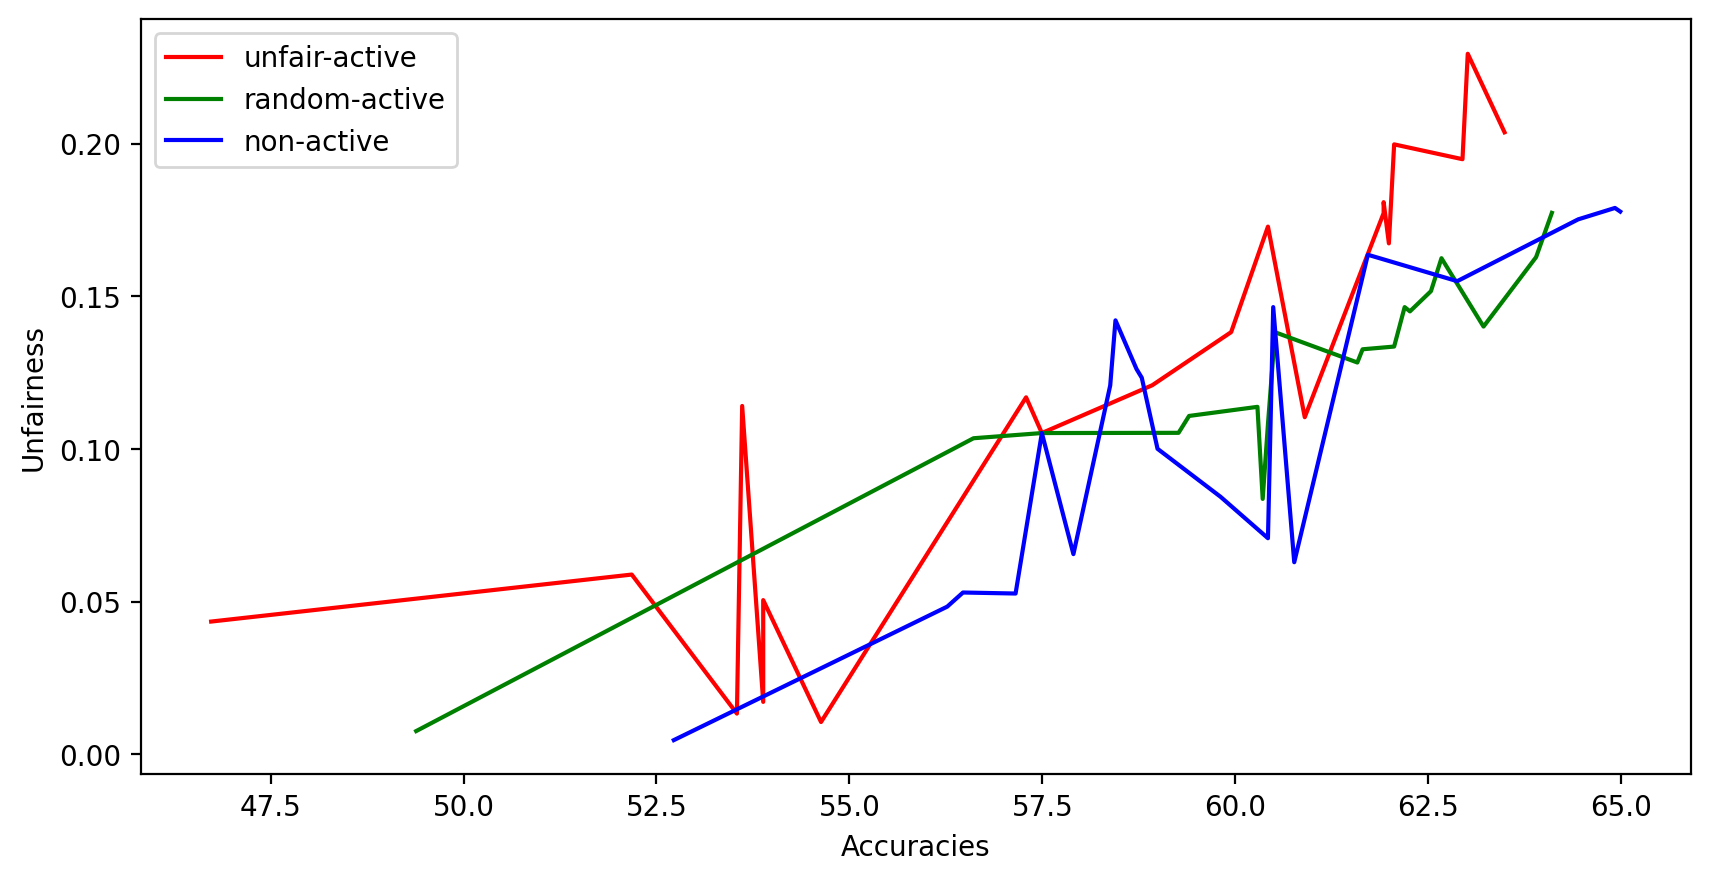 unfair-active
random-active
non-active
0.20
0.15
0.10
0.05
0.00
Unfairness
47.5 50.0 52.5 55.0 57.5 60.0 62.5 65.0
Accuracies